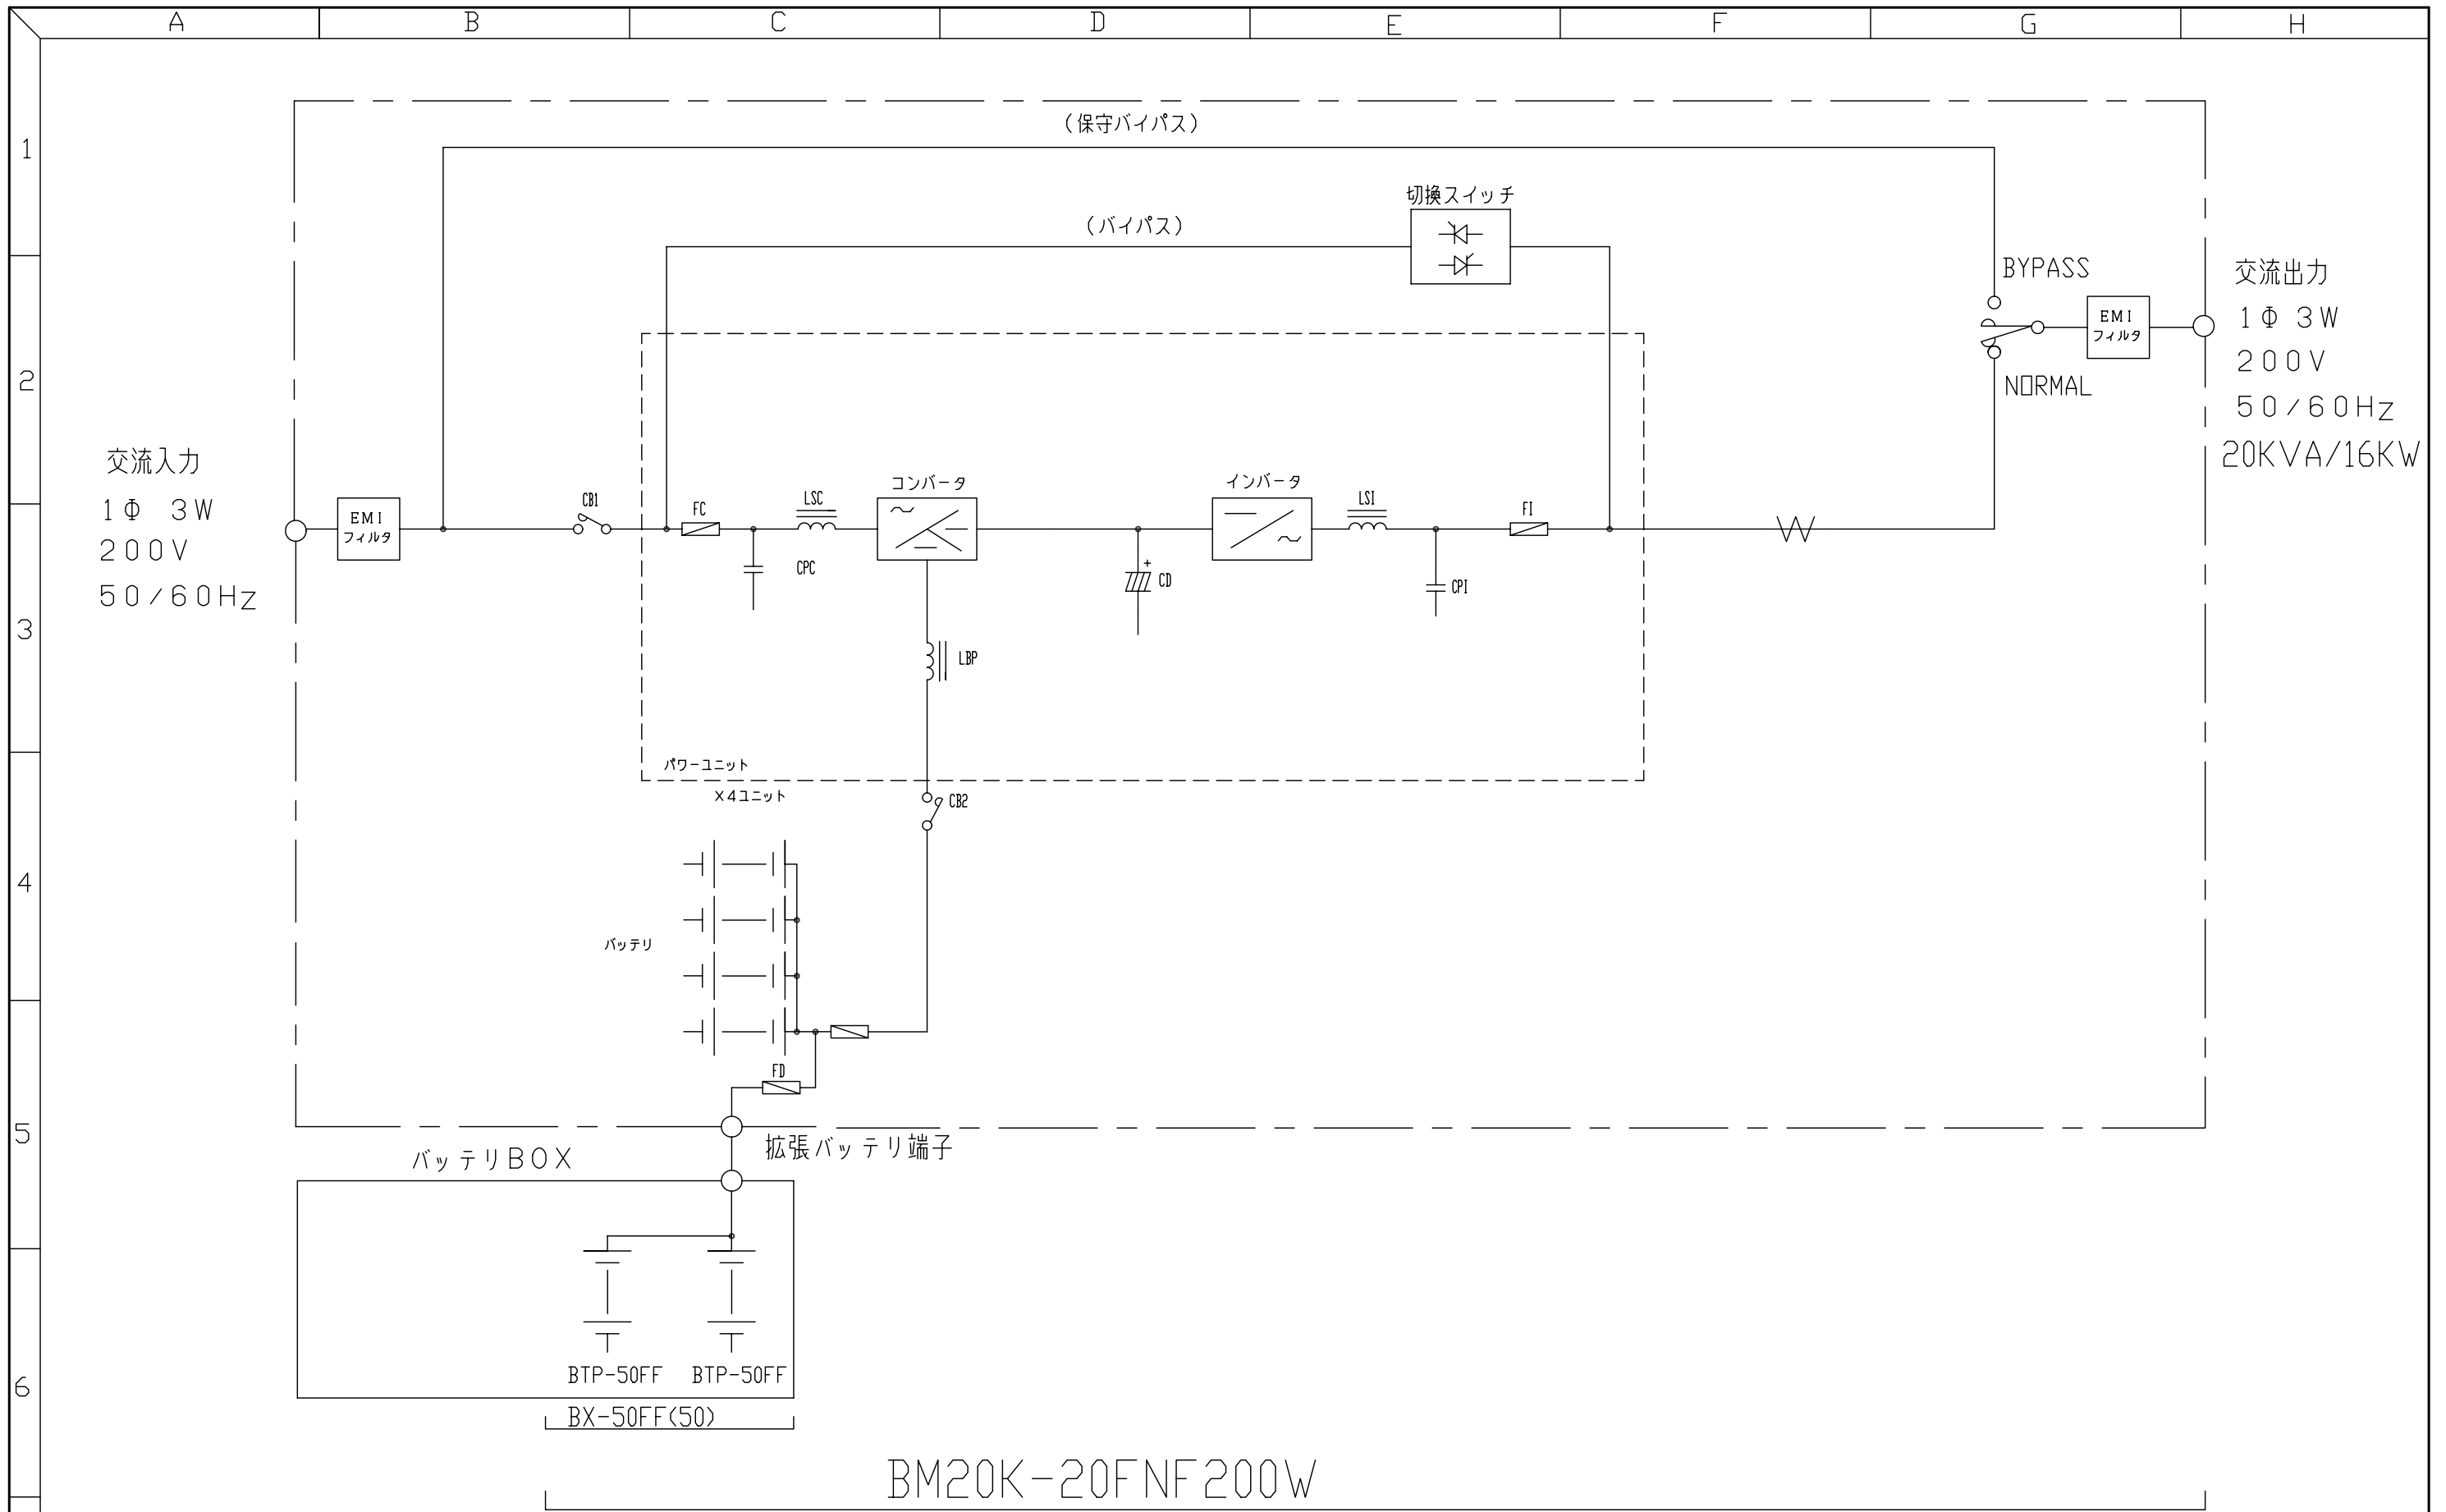 A B C D E F G H
1
(保守バイパス)
切換スイッチ
(バイパス)
BYPASS
交流出力
1Φ 3W
EMI
フィルタ
200V
2
NORMAL
50/60Hz
20KVA/16KW
交流入力
1Φ 3W
200V
50/60Hz
EMI
フィルタ
CB1
FC
LSC
コンバータ
インバータ
LSI
FI
CPC
+
CD
CPI
3
LBP
パワーユニット
×4ユニット
CB2
4
バッテリ
FD
5
拡張バッテリ端子
バッテリBOX
BTP-50FF BTP-50FF
6
BX-50FF(50)
BM20K-20FNF200W